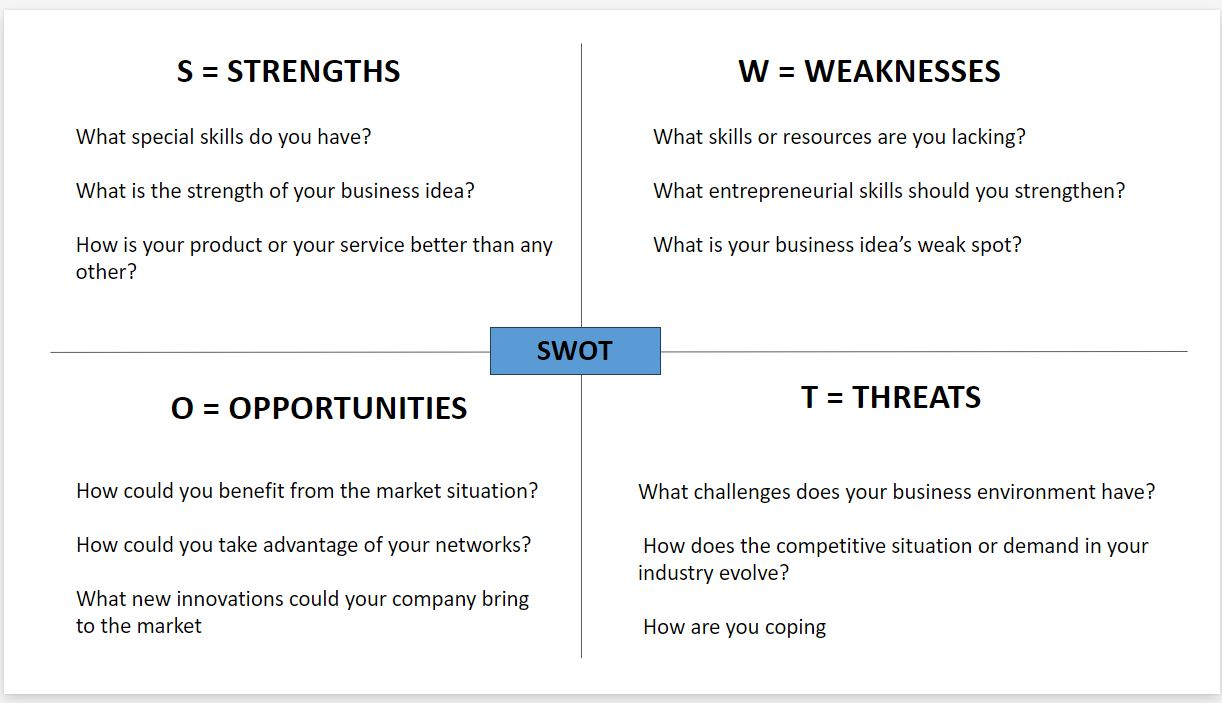 S = STRENGTHS
What special skills do you have?
What is the strength of your business idea?
How is your product or your service better than any
other?
W = WEAKNESSES
What skills or resources are you lacking?
What entrepreneurial skills should you strengthen?
What is your business idea’s weak spot?
SWOT
O = OPPORTUNITIES
How could you benefit from the market situation?
How could you take advantage of your networks?
What new innovations could your company bring
to the market
T = THREATS
What challenges does your business environment have?
How does the competitive situation or demand in your
industry evolve?
How are you coping